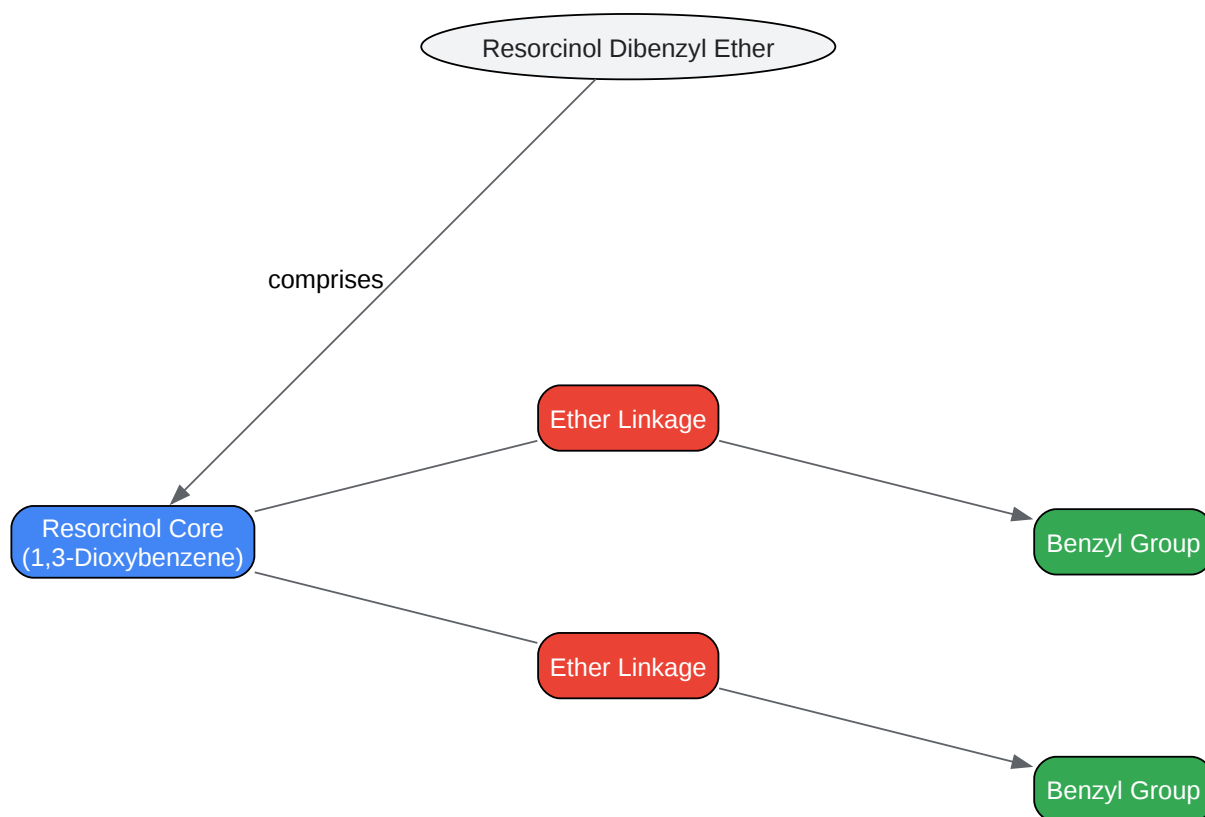 Resorcinol Dibenzyl Ether
comprises
Ether Linkage
Resorcinol Core
(1,3-Dioxybenzene)
Benzyl Group
Ether Linkage
Benzyl Group